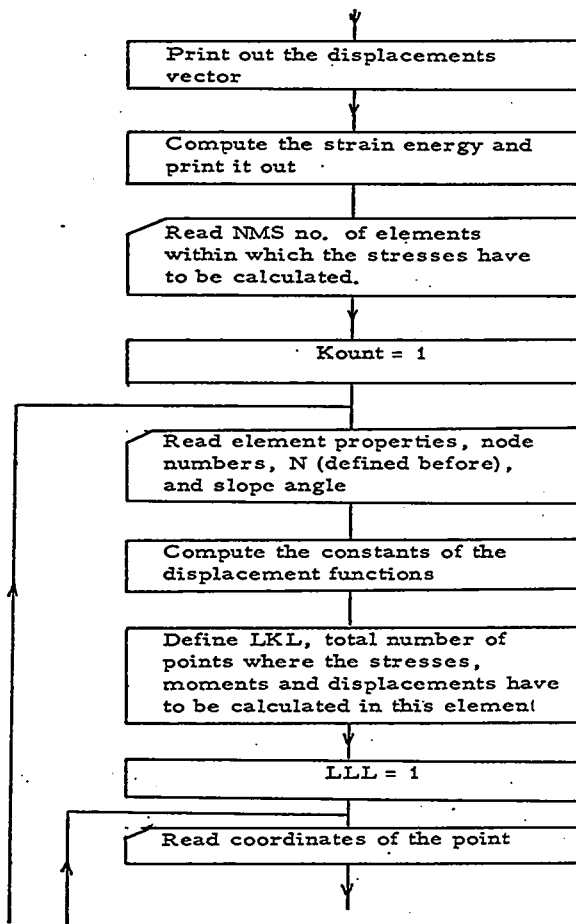 Print out the displacements
vector
Compute the strain energy and
print it out
Read NMS no. of elements
within which the stresses have
to be calculated.
Kount = 1
Read element properties, node
numbers, N (defined before),
and slope angle
Compute the constants of the
displacement functions
Define LKL, total number of
points where the stresses,
moments and displacements have
to be calculated in this element
LLL = 1
Read coordinates of the point